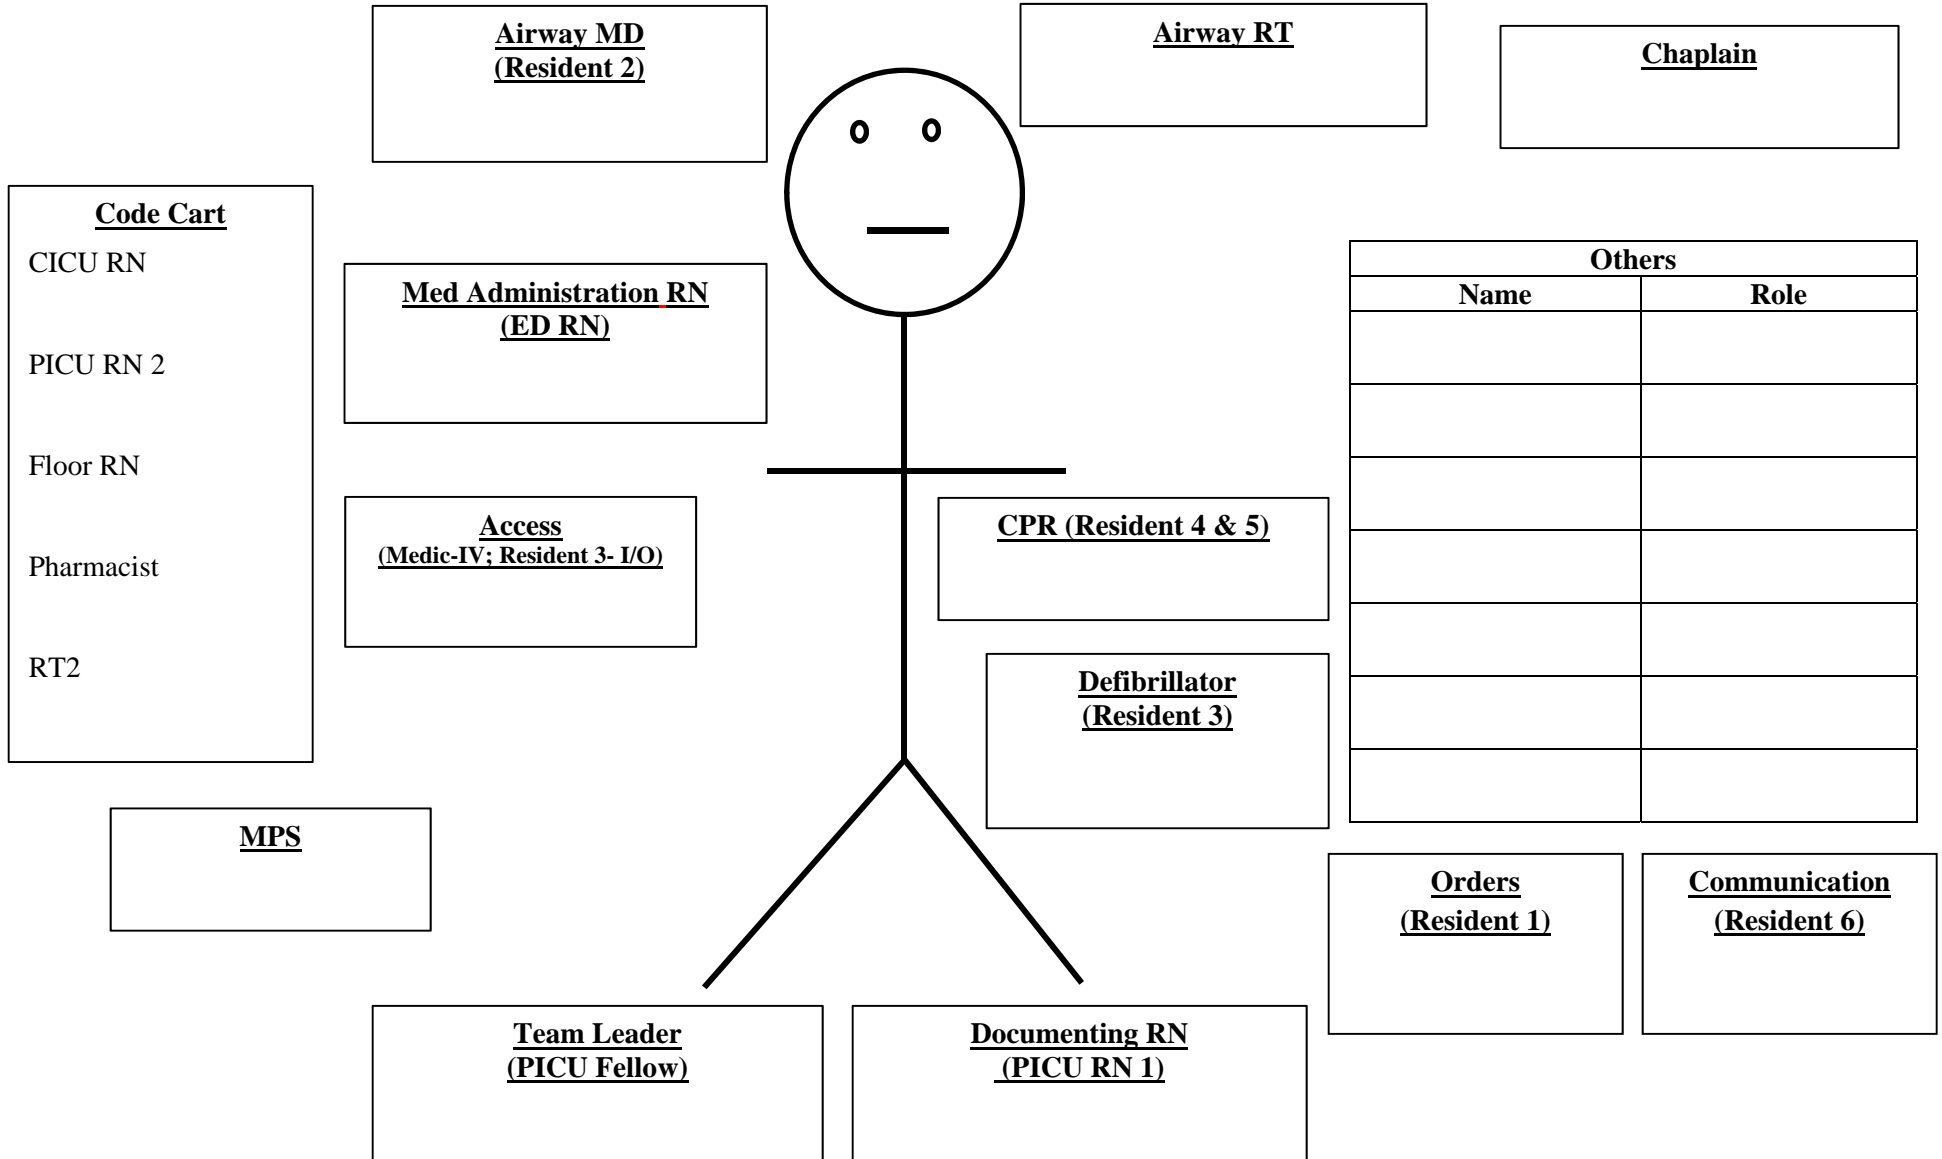 Airway MD
(Resident 2)
Airway RT
Chaplain
Code Cart
CICU RN
PICU RN 2
Floor RN
Pharmacist
RT2
Med Administration RN
(ED RN)
Others
Name Role
Access
(Medic-IV; Resident 3- I/O)
CPR (Resident 4 & 5)
Defibrillator
(Resident 3)
MPS
Orders
(Resident 1)
Communication
(Resident 6)
Team Leader
(PICU Fellow)
Documenting RN
(PICU RN 1)